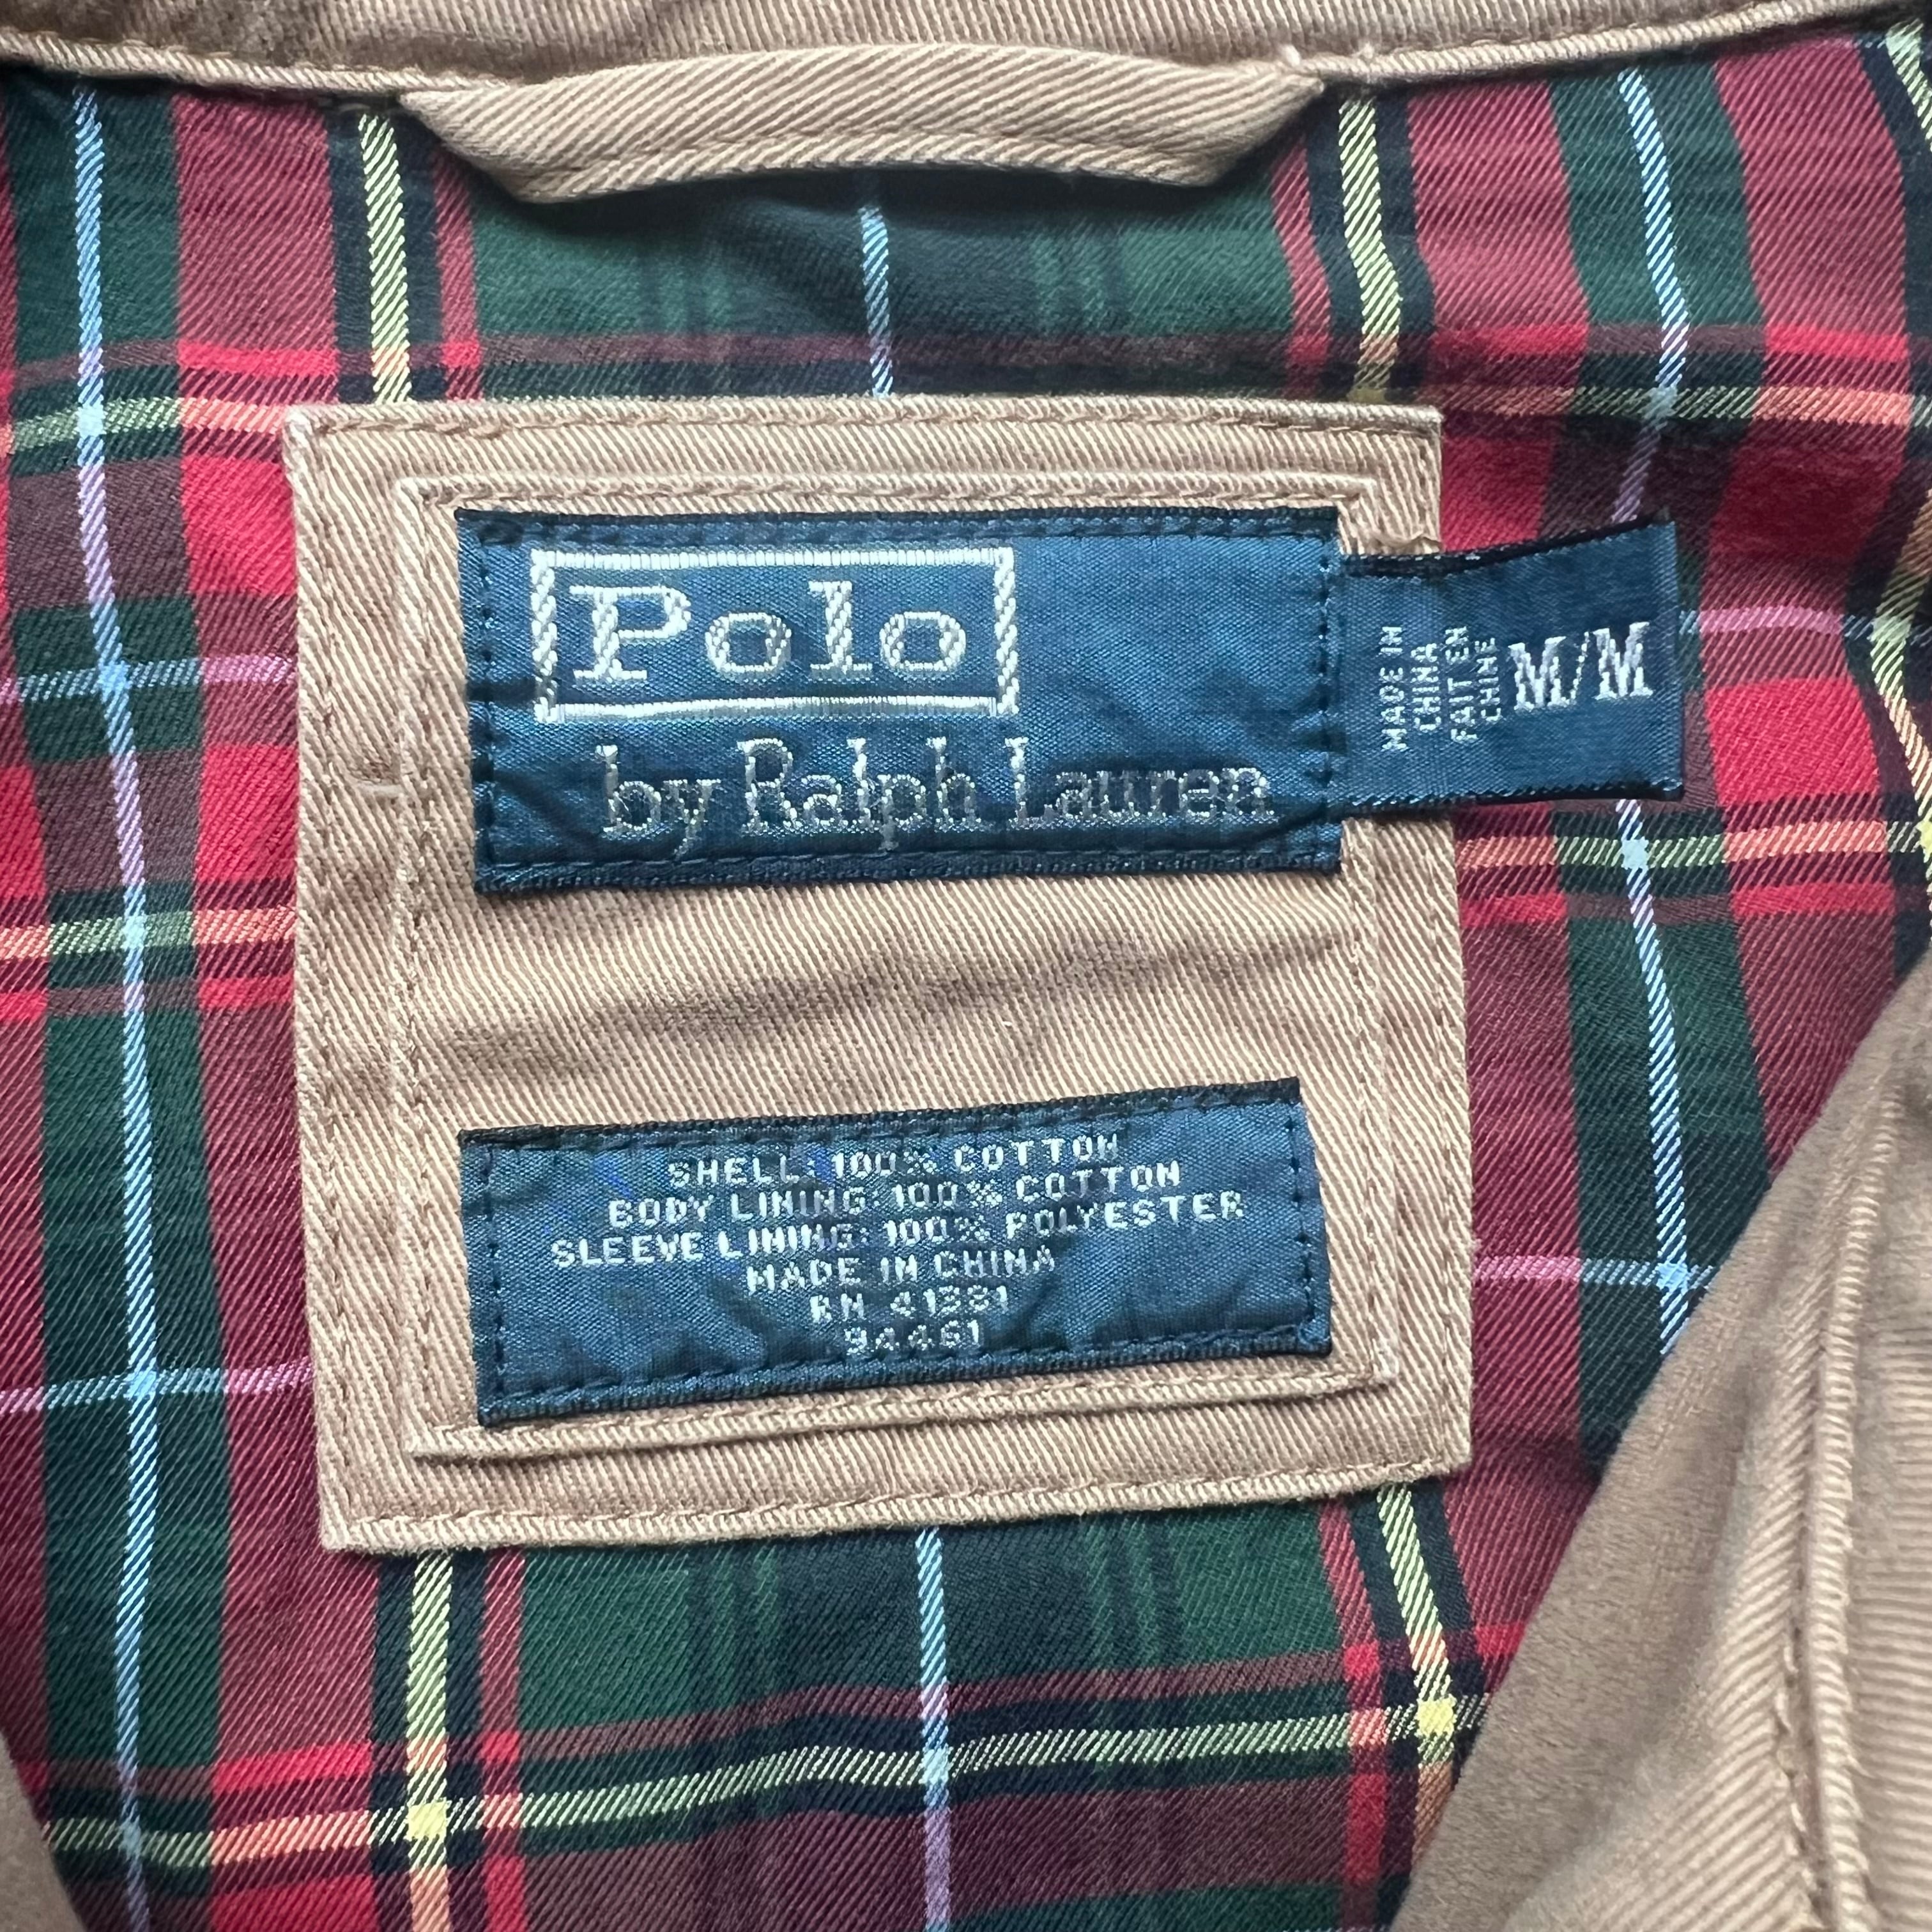 Polo
by Ralph Lauren
MADE IN
CHINA
FAIT EN
CHINE
M/M
SHELL: 100% COTTON
BODY LINING: 100% COTTON
SLEEVE LINING: 100% POLYESTER
MADE IN CHINA
RN 41381
94461